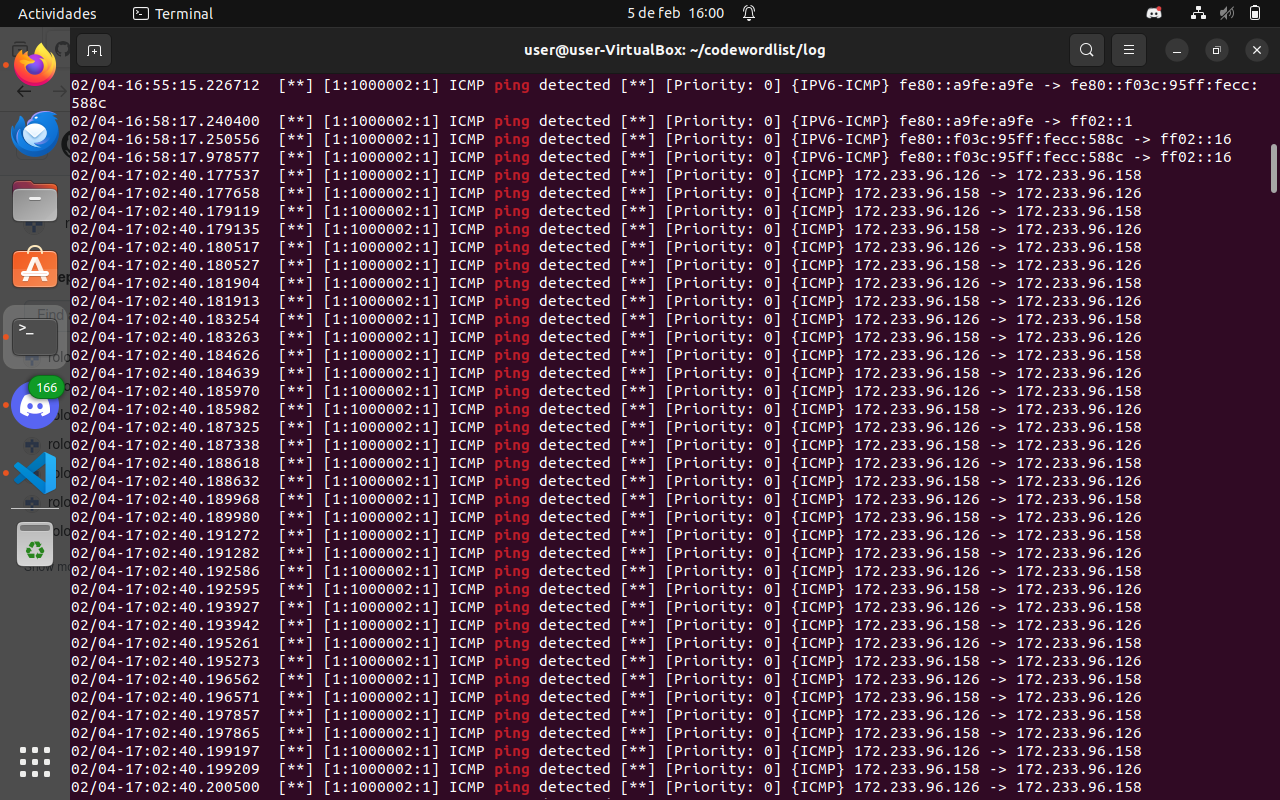 Actividades
Terminal
5 de feb 16:00
user@user-VirtualBox: ~/codewordlist/log
02/04-16:55:15.226712  [**] [1:1000002:1] ICMP ping detected [**] [Priority: 0] {IPV6-ICMP} fe80::a9fe:a9fe -> fe80::f03c:95ff:fecc:
588c
02/04-16:58:17.240400  [**] [1:1000002:1] ICMP ping detected [**] [Priority: 0] {IPV6-ICMP} fe80::a9fe:a9fe -> ff02::1
02/04-16:58:17.250556  [**] [1:1000002:1] ICMP ping detected [**] [Priority: 0] {IPV6-ICMP} fe80::f03c:95ff:fecc:588c -> ff02::16
02/04-16:58:17.978577  [**] [1:1000002:1] ICMP ping detected [**] [Priority: 0] {IPV6-ICMP} fe80::f03c:95ff:fecc:588c -> ff02::16
02/04-17:02:40.177537  [**] [1:1000002:1] ICMP ping detected [**] [Priority: 0] {ICMP} 172.233.96.126 -> 172.233.96.158
02/04-17:02:40.177658  [**] [1:1000002:1] ICMP ping detected [**] [Priority: 0] {ICMP} 172.233.96.158 -> 172.233.96.126
02/04-17:02:40.179119  [**] [1:1000002:1] ICMP ping detected [**] [Priority: 0] {ICMP} 172.233.96.126 -> 172.233.96.158
02/04-17:02:40.179135  [**] [1:1000002:1] ICMP ping detected [**] [Priority: 0] {ICMP} 172.233.96.158 -> 172.233.96.126
02/04-17:02:40.180517  [**] [1:1000002:1] ICMP ping detected [**] [Priority: 0] {ICMP} 172.233.96.126 -> 172.233.96.158
02/04-17:02:40.180527  [**] [1:1000002:1] ICMP ping detected [**] [Priority: 0] {ICMP} 172.233.96.158 -> 172.233.96.126
02/04-17:02:40.181904  [**] [1:1000002:1] ICMP ping detected [**] [Priority: 0] {ICMP} 172.233.96.126 -> 172.233.96.158
02/04-17:02:40.181913  [**] [1:1000002:1] ICMP ping detected [**] [Priority: 0] {ICMP} 172.233.96.158 -> 172.233.96.126
02/04-17:02:40.183254  [**] [1:1000002:1] ICMP ping detected [**] [Priority: 0] {ICMP} 172.233.96.126 -> 172.233.96.158
02/04-17:02:40.183263  [**] [1:1000002:1] ICMP ping detected [**] [Priority: 0] {ICMP} 172.233.96.158 -> 172.233.96.126
02/04-17:02:40.184626  [**] [1:1000002:1] ICMP ping detected [**] [Priority: 0] {ICMP} 172.233.96.126 -> 172.233.96.158
02/04-17:02:40.184639  [**] [1:1000002:1] ICMP ping detected [**] [Priority: 0] {ICMP} 172.233.96.158 -> 172.233.96.126
02/04-17:02:40.185970  [**] [1:1000002:1] ICMP ping detected [**] [Priority: 0] {ICMP} 172.233.96.126 -> 172.233.96.158
02/04-17:02:40.185982  [**] [1:1000002:1] ICMP ping detected [**] [Priority: 0] {ICMP} 172.233.96.158 -> 172.233.96.126
02/04-17:02:40.187325  [**] [1:1000002:1] ICMP ping detected [**] [Priority: 0] {ICMP} 172.233.96.126 -> 172.233.96.158
02/04-17:02:40.187338  [**] [1:1000002:1] ICMP ping detected [**] [Priority: 0] {ICMP} 172.233.96.158 -> 172.233.96.126
02/04-17:02:40.188618  [**] [1:1000002:1] ICMP ping detected [**] [Priority: 0] {ICMP} 172.233.96.126 -> 172.233.96.158
02/04-17:02:40.188632  [**] [1:1000002:1] ICMP ping detected [**] [Priority: 0] {ICMP} 172.233.96.158 -> 172.233.96.126
02/04-17:02:40.189968  [**] [1:1000002:1] ICMP ping detected [**] [Priority: 0] {ICMP} 172.233.96.126 -> 172.233.96.158
02/04-17:02:40.189980  [**] [1:1000002:1] ICMP ping detected [**] [Priority: 0] {ICMP} 172.233.96.158 -> 172.233.96.126
02/04-17:02:40.191272  [**] [1:1000002:1] ICMP ping detected [**] [Priority: 0] {ICMP} 172.233.96.126 -> 172.233.96.158
02/04-17:02:40.191282  [**] [1:1000002:1] ICMP ping detected [**] [Priority: 0] {ICMP} 172.233.96.158 -> 172.233.96.126
02/04-17:02:40.192586  [**] [1:1000002:1] ICMP ping detected [**] [Priority: 0] {ICMP} 172.233.96.126 -> 172.233.96.158
02/04-17:02:40.192595  [**] [1:1000002:1] ICMP ping detected [**] [Priority: 0] {ICMP} 172.233.96.158 -> 172.233.96.126
02/04-17:02:40.193927  [**] [1:1000002:1] ICMP ping detected [**] [Priority: 0] {ICMP} 172.233.96.126 -> 172.233.96.158
02/04-17:02:40.193942  [**] [1:1000002:1] ICMP ping detected [**] [Priority: 0] {ICMP} 172.233.96.158 -> 172.233.96.126
02/04-17:02:40.195261  [**] [1:1000002:1] ICMP ping detected [**] [Priority: 0] {ICMP} 172.233.96.126 -> 172.233.96.158
02/04-17:02:40.195273  [**] [1:1000002:1] ICMP ping detected [**] [Priority: 0] {ICMP} 172.233.96.158 -> 172.233.96.126
02/04-17:02:40.196562  [**] [1:1000002:1] ICMP ping detected [**] [Priority: 0] {ICMP} 172.233.96.126 -> 172.233.96.158
02/04-17:02:40.196571  [**] [1:1000002:1] ICMP ping detected [**] [Priority: 0] {ICMP} 172.233.96.158 -> 172.233.96.126
02/04-17:02:40.197857  [**] [1:1000002:1] ICMP ping detected [**] [Priority: 0] {ICMP} 172.233.96.126 -> 172.233.96.158
02/04-17:02:40.197865  [**] [1:1000002:1] ICMP ping detected [**] [Priority: 0] {ICMP} 172.233.96.158 -> 172.233.96.126
02/04-17:02:40.199197  [**] [1:1000002:1] ICMP ping detected [**] [Priority: 0] {ICMP} 172.233.96.126 -> 172.233.96.158
02/04-17:02:40.199209  [**] [1:1000002:1] ICMP ping detected [**] [Priority: 0] {ICMP} 172.233.96.158 -> 172.233.96.126
02/04-17:02:40.200500  [**] [1:1000002:1] ICMP ping detected [**] [Priority: 0] {ICMP} 172.233.96.126 -> 172.233.96.158
Find
166
rolo
rolo
Show mo